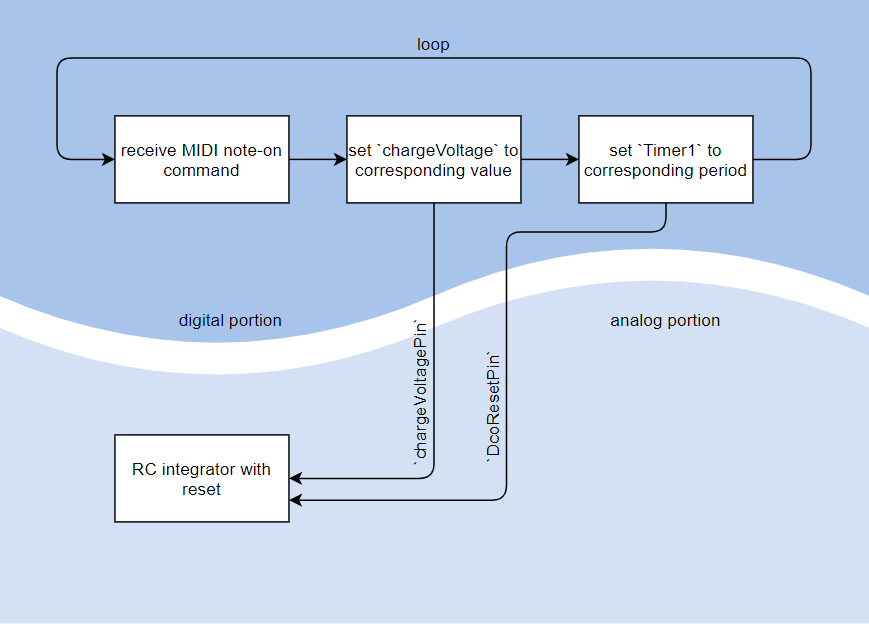 loop
receive MIDI note-on
command
set `chargeVoltage` to
corresponding value
set `Timer1` to
corresponding period
digital portion
analog portion
`chargeVoltagePin`
`DcoResetPin`
RC integrator with
reset